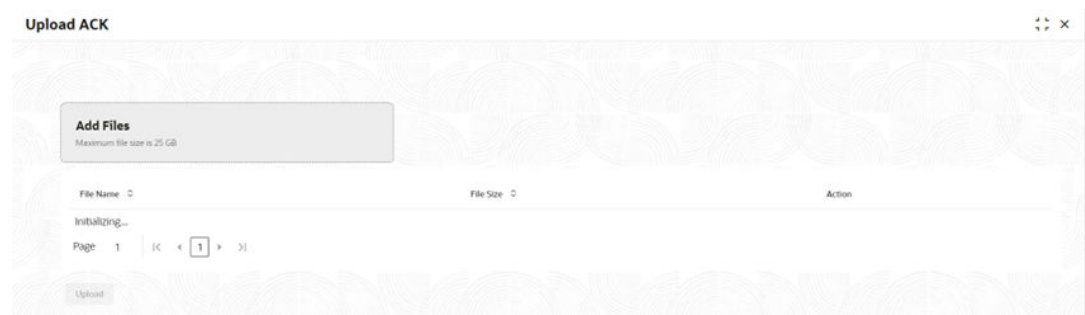 Upload ACK
Add Files
Maximum file size is 25 GB
File Name File Size Action
Initializing...
Page 1 1
Upload